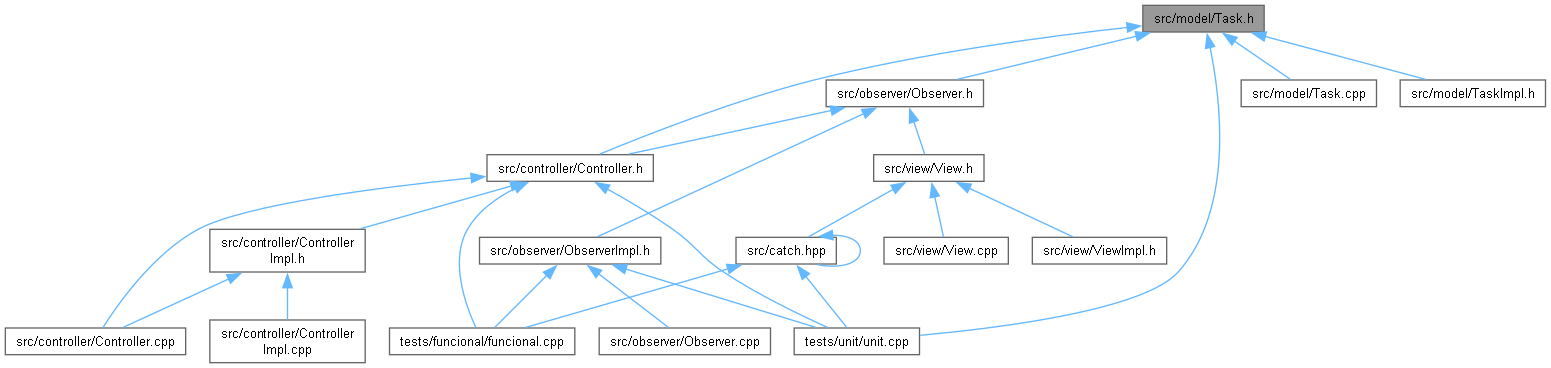 src/model/Task.h
src/observer/Observer.h
src/model/Task.cpp
src/model/TaskImpl.h
src/controller/Controller.h
src/view/View.h
src/controller/Controller
Impl.h
src/observer/ObserverImpl.h
src/catch.hpp
src/view/View.cpp
src/view/ViewImpl.h
src/controller/Controller.cpp
src/controller/Controller
Impl.cpp
tests/funcional/funcional.cpp
src/observer/Observer.cpp
tests/unit/unit.cpp